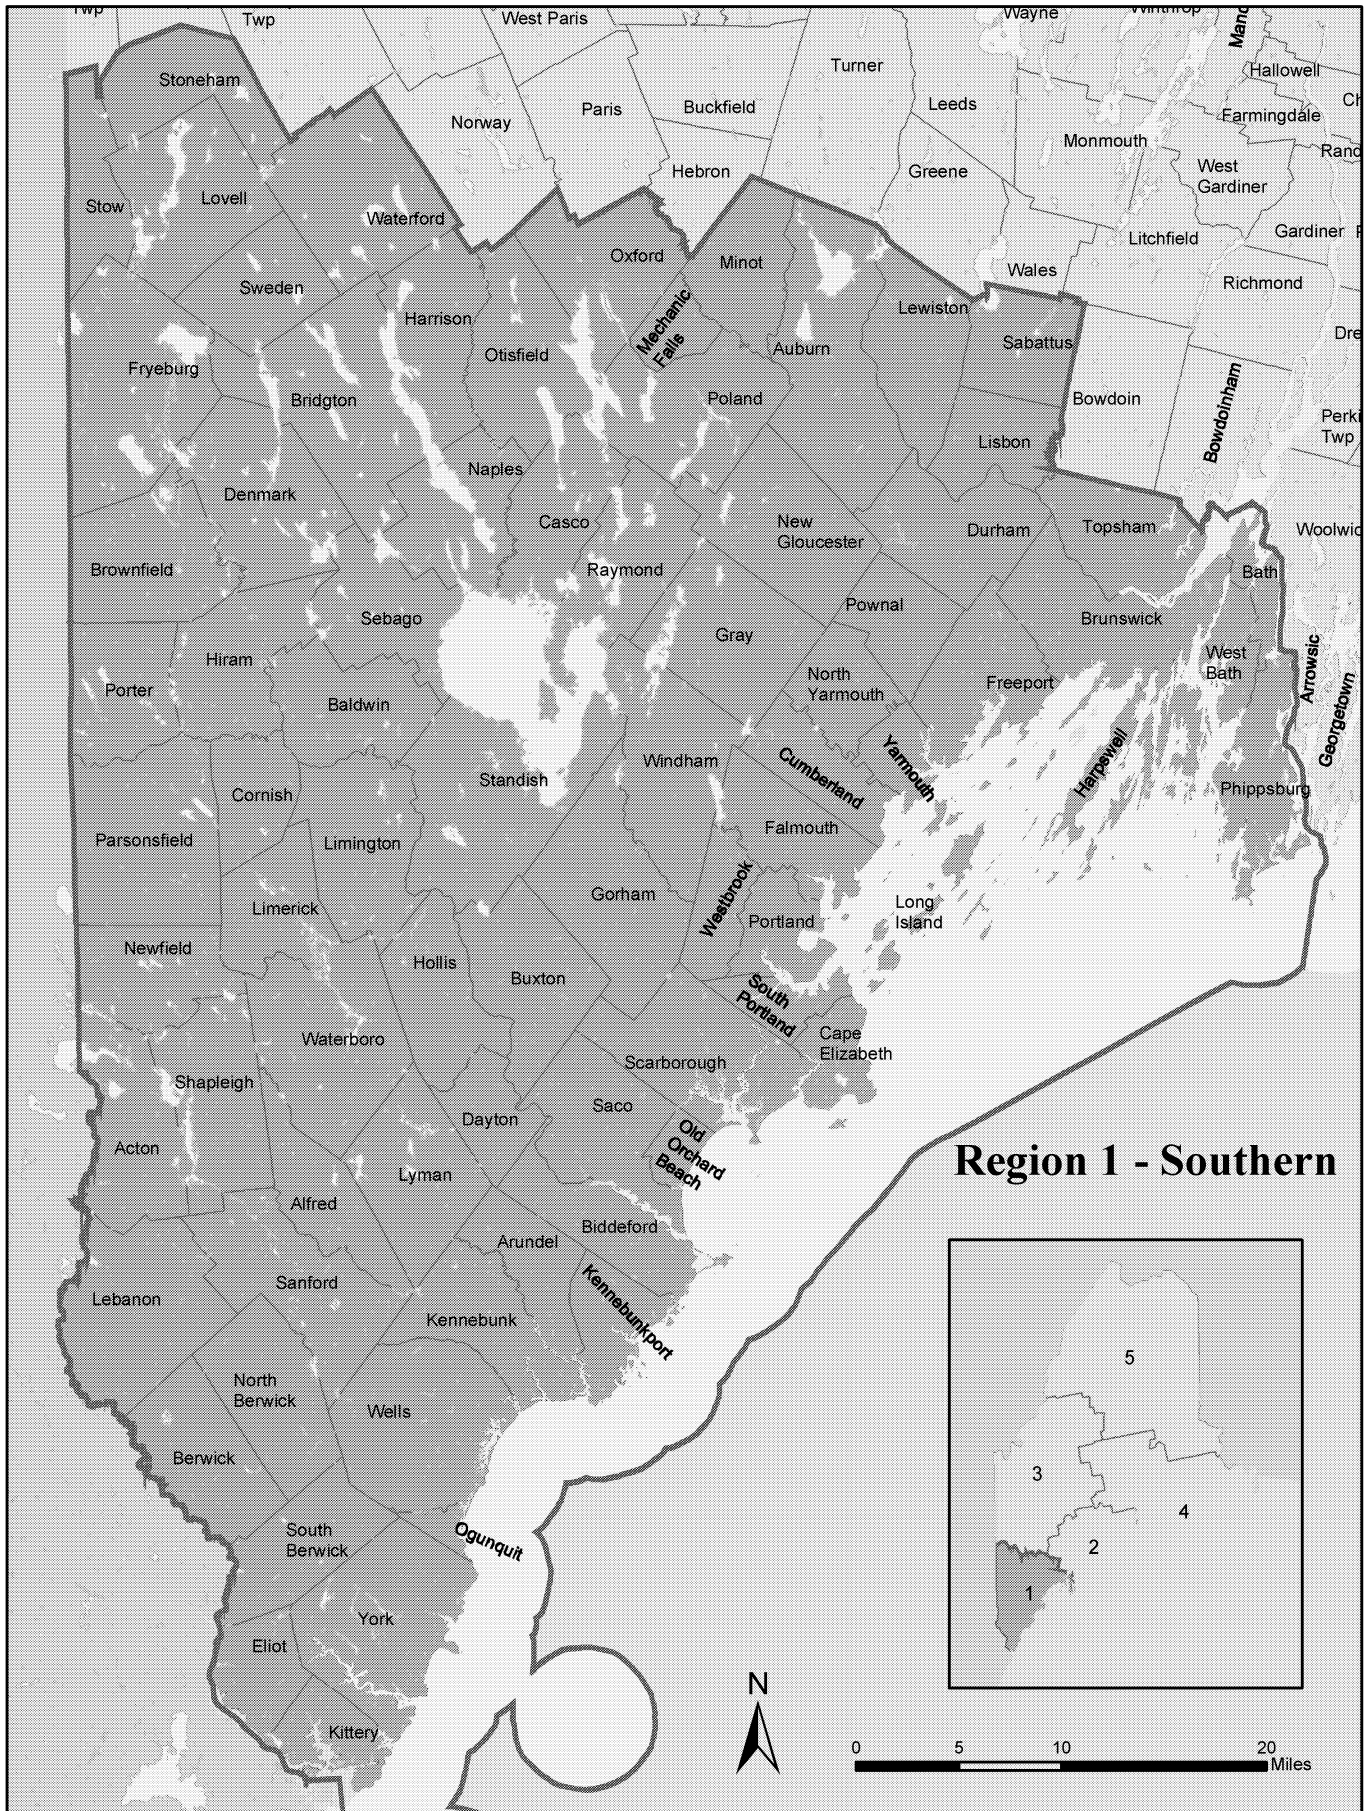 Twp
Twp
West Paris
Wayne
Winthrop
Stoneham
Turner
Hallowell
Norway
Paris
Buckfield
Leeds
Farmingdale
Monmouth
Hebron
Greene
West
Gardiner
Stow
Lovell
Waterford
Litchfield
Gardiner
Oxford
Minot
Wales
Richmond
Sweden
Harrison
Mechanic
Falls
Lewiston
Sabattus
Otisfield
Auburn
Fryeburg
Bridgton
Poland
Bowdoin
Bowdoinham
Perki
Twp
Naples
Lisbon
Denmark
Casco
New
Gloucester
Durham
Topsham
Woolwic
Brownfield
Raymond
Bath
Sebago
Gray
Pownal
Brunswick
Hiram
Porter
Baldwin
North
Yarmouth
Freeport
West
Bath
Arrowsic
Georgetown
Windham
Cumberland
Yarmouth
Harpswell
Standish
Cornish
Phippsburg
Parsonsfield
Limington
Falmouth
Gorham
Westbrook
Limerick
Portland
Long
Island
Newfield
Hollis
Buxton
South
Portland
Waterboro
Cape
Elizabeth
Scarborough
Shapleigh
Saco
Dayton
Old
Orchard
Beach
Acton
Lyman
Region 1 - Southern
Alfred
Biddeford
Arundel
Sanford
Kennebunkport
Lebanon
Kennebunk
North
Berwick
Wells
Berwick
South
Berwick
Ogunquit
York
Eliot
Kittery
5
3
4
2
1
N
0 5 10 20
Miles